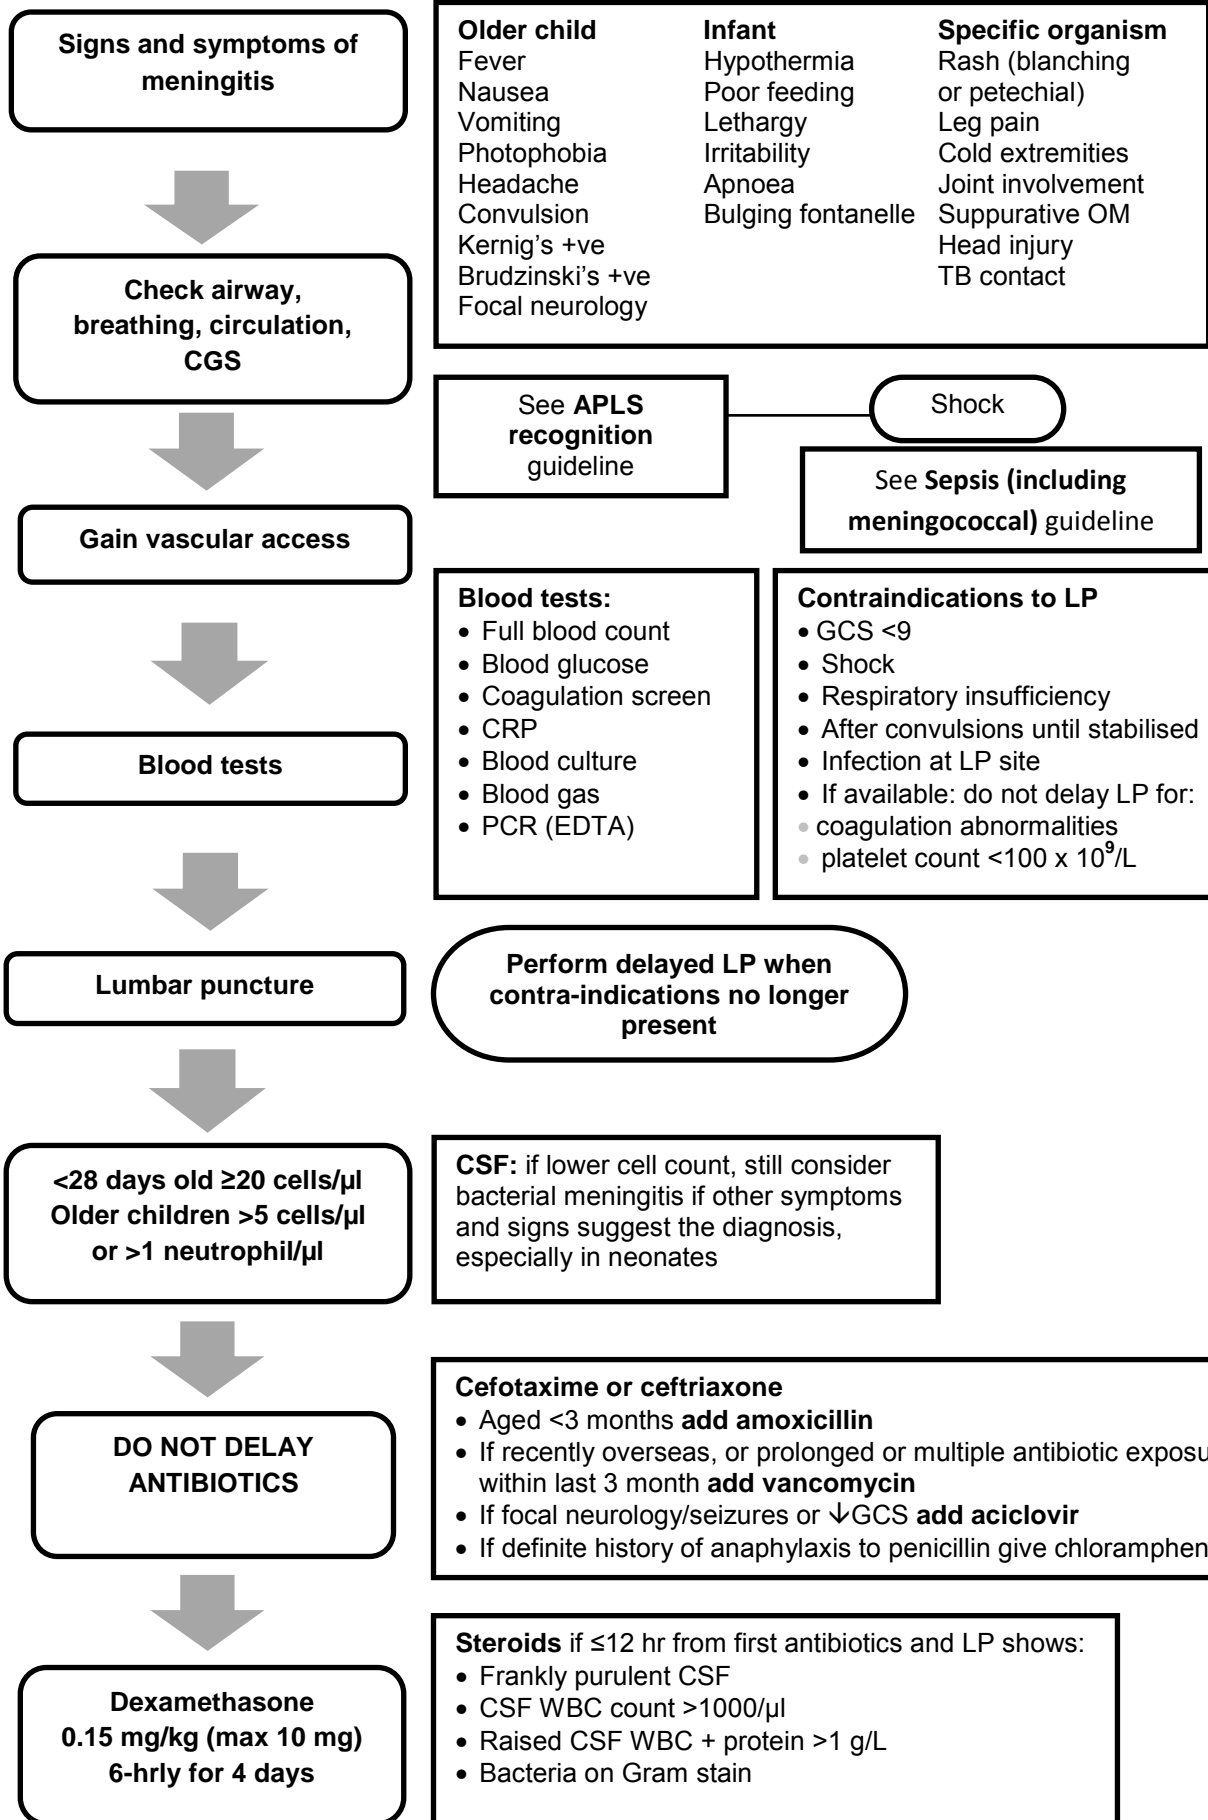 Signs and symptoms of
meningitis
Older child
Fever
Nausea
Vomiting
Photophobia
Headache
Convulsion
Kernig’s +ve
Brudzinski’s +ve
Focal neurology
Infant
Hypothermia
Poor feeding
Lethargy
Irritability
Apnoea
Bulging fontanelle
Specific organism
Rash (blanching
or petechial)
Leg pain
Cold extremities
Joint involvement
Suppurative OM
Head injury
TB contact
Check airway,
breathing, circulation,
CGS
See APLS
recognition
guideline
Shock
See Sepsis (including
meningococcal) guideline
Gain vascular access
Blood tests
Blood tests:
• Full blood count
• Blood glucose
• Coagulation screen
• CRP
• Blood culture
• Blood gas
• PCR (EDTA)
Contraindications to LP
• GCS <9
• Shock
• Respiratory insufficiency
• After convulsions until stabilised
• Infection at LP site
• If available: do not delay LP for:
• coagulation abnormalities
• platelet count <100 x 10⁹/L
Lumbar puncture
Perform delayed LP when
contra-indications no longer
present
<28 days old ≥20 cells/µl
Older children >5 cells/µl
or >1 neutrophil/µl
CSF: if lower cell count, still consider
bacterial meningitis if other symptoms
and signs suggest the diagnosis,
especially in neonates
DO NOT DELAY
ANTIBIOTICS
Cefotaxime or ceftriaxone
• Aged <3 months add amoxicillin
• If recently overseas, or prolonged or multiple antibiotic exposu
within last 3 month add vancomycin
• If focal neurology/seizures or ↓GCS add aciclovir
• If definite history of anaphylaxis to penicillin give chloramphen
Dexamethasone
0.15 mg/kg (max 10 mg)
6-hrly for 4 days
Steroids if ≤12 hr from first antibiotics and LP shows:
• Frankly purulent CSF
• CSF WBC count >1000/µl
• Raised CSF WBC + protein >1 g/L
• Bacteria on Gram stain